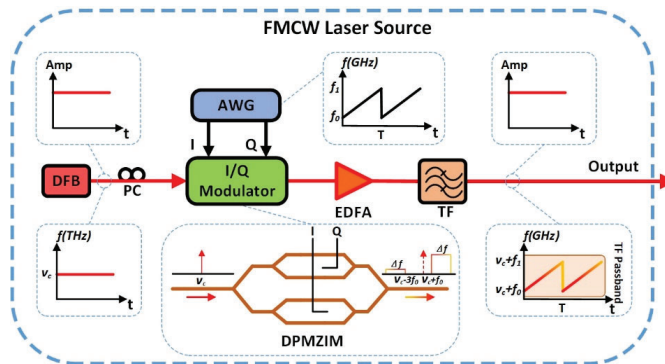 FMCW Laser Source
Amp
t
f(GHz)
f₁
f₀
T
t
Amp
t
AWG
I
Q
DFB
PC
I/Q
Modulator
EDFA
TF
Output
f(THz)
νc
t
I
Q
νc
Δf
νc-3f₀
νc+f₀
Δf
DPMZIM
f(GHz)
νc+f₁
νc+f₀
T
t
TF Passband